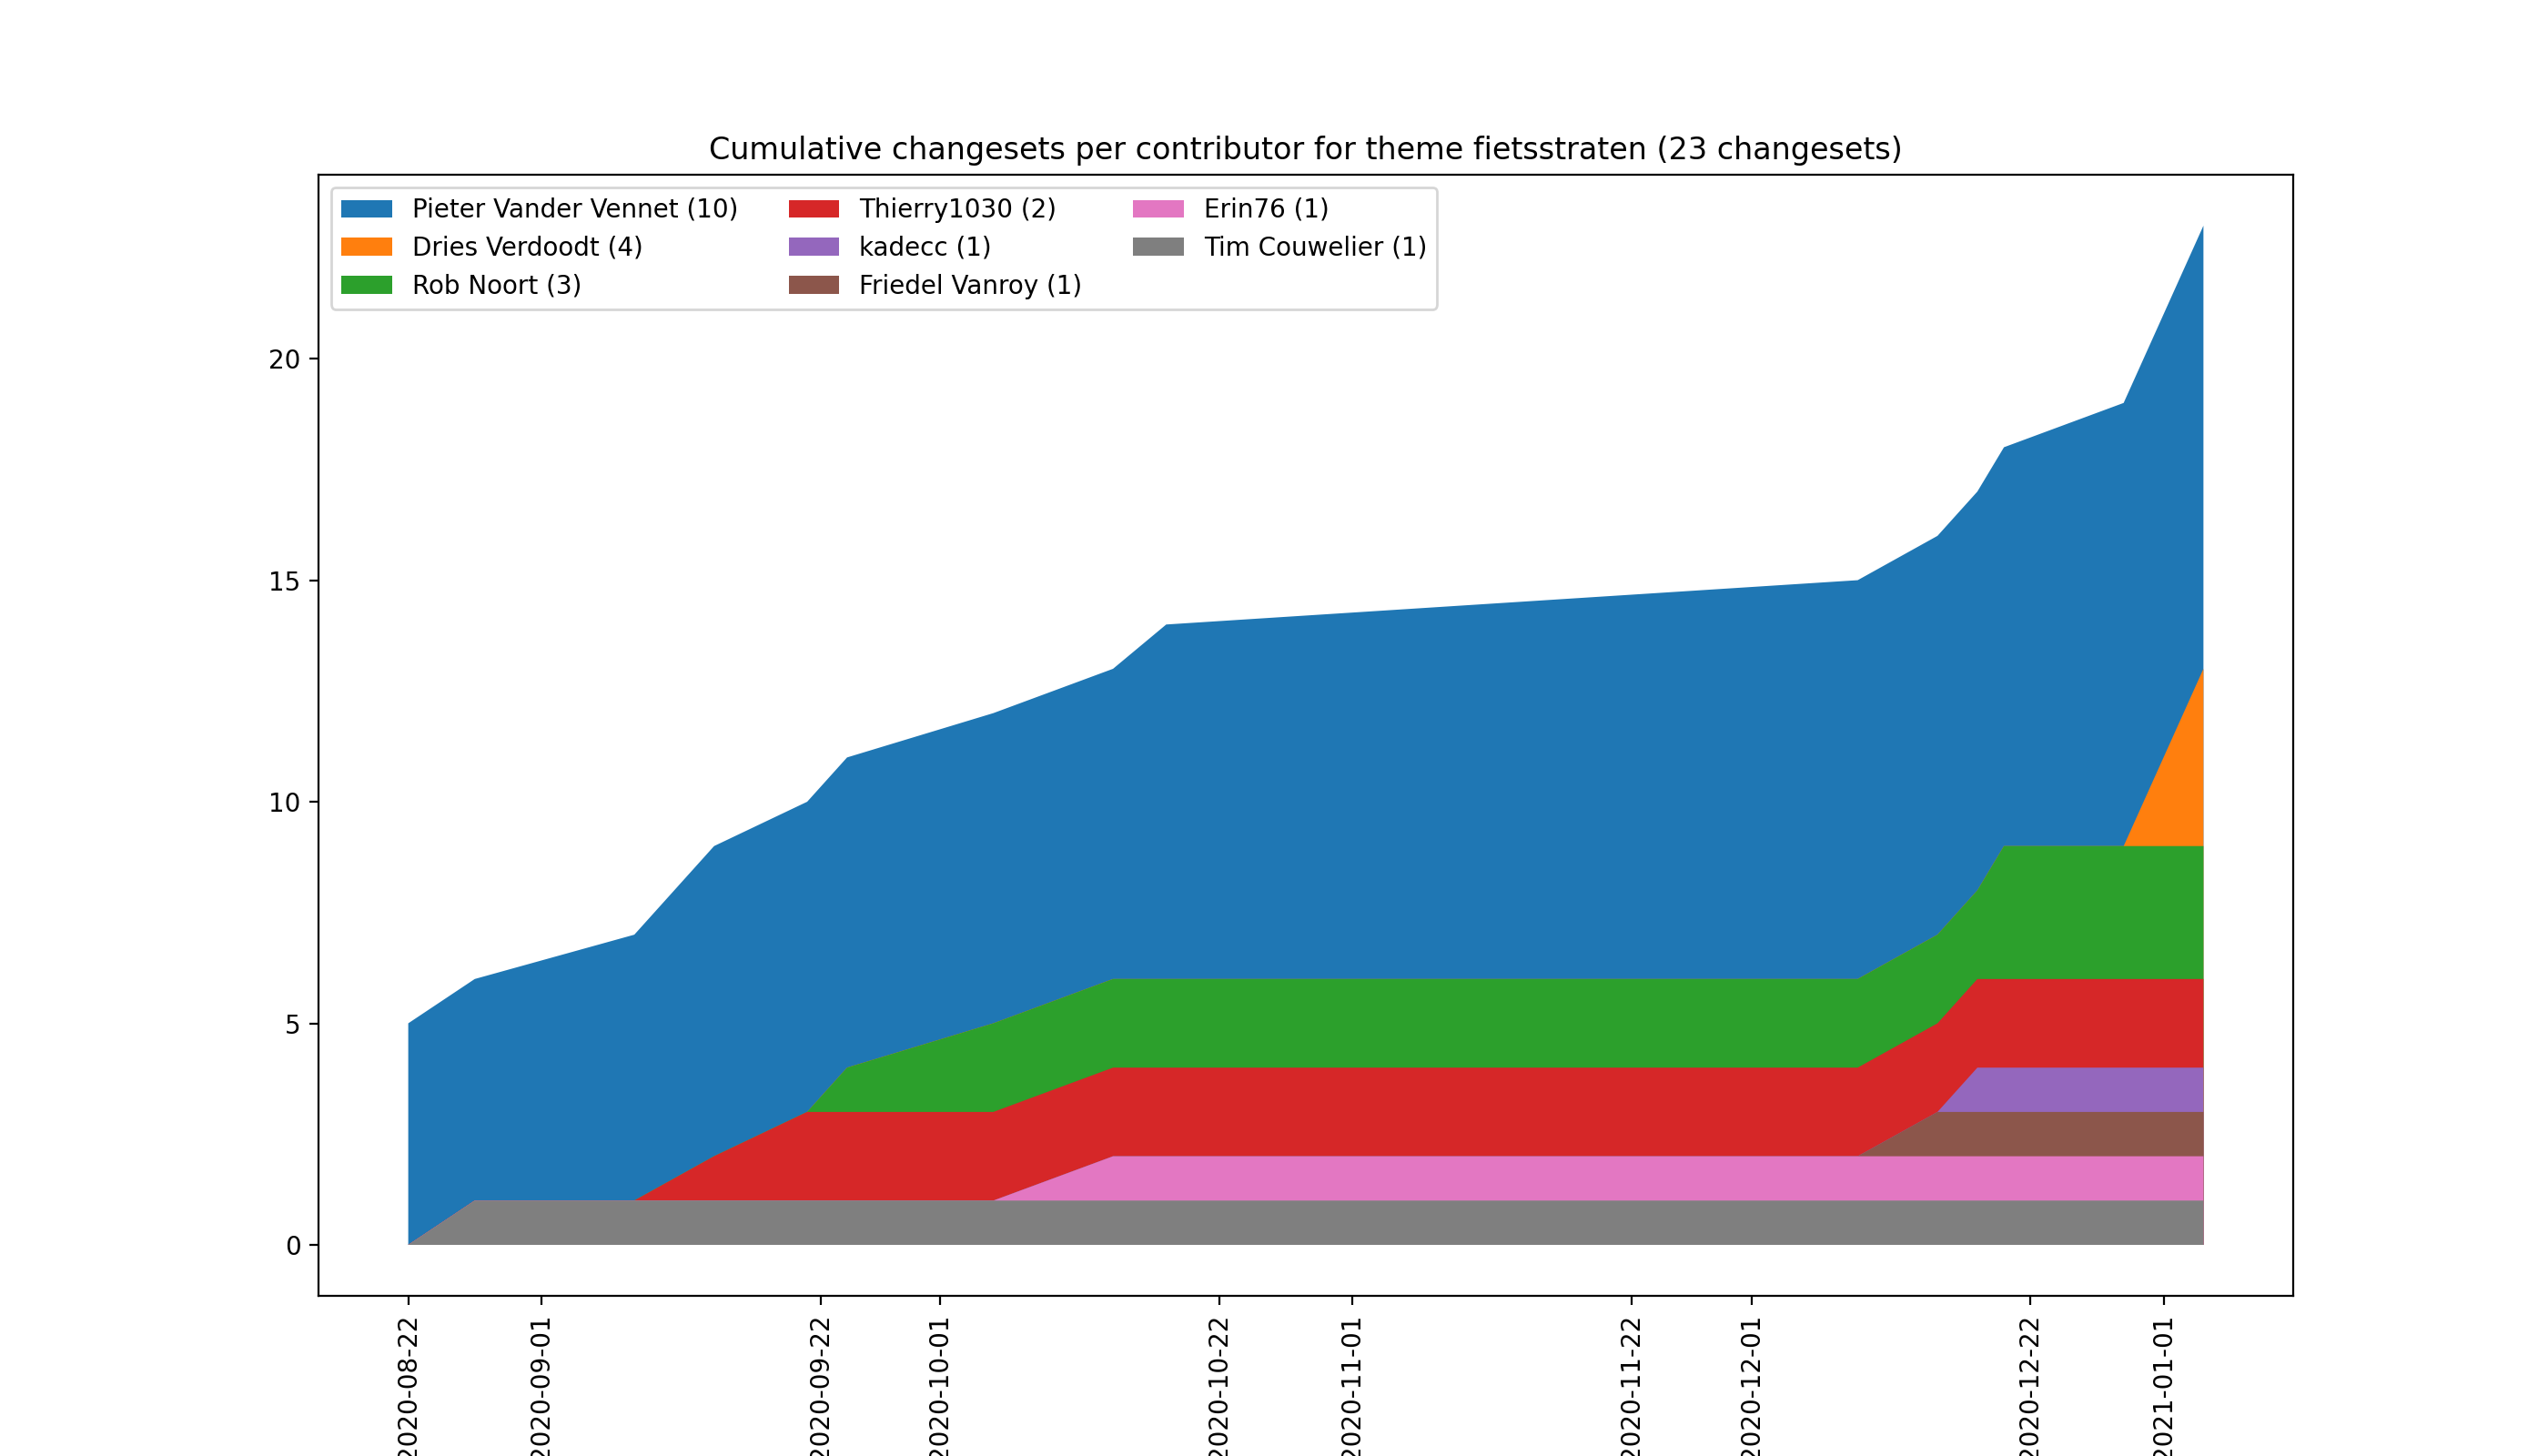 Cumulative changesets per contributor for theme fietsstraten (23 changesets)
Pieter Vander Vennet (10)
Dries Verdoodt (4)
Rob Noort (3)
Thierry1030 (2)
kadecc (1)
Friedel Vanroy (1)
Erin76 (1)
Tim Couwelier (1)
20
15
10
5
0
2020-08-22
2020-09-01
2020-09-22
2020-10-01
2020-10-22
2020-11-01
2020-11-22
2020-12-01
2020-12-22
2021-01-01